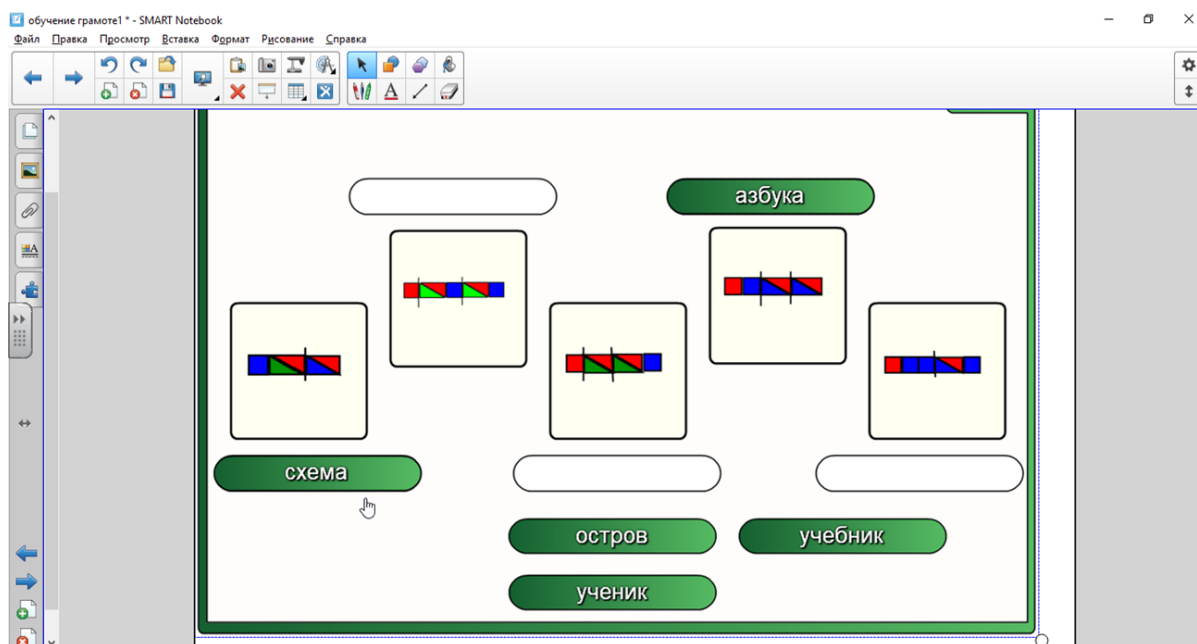 обучение грамоте1 * - SMART Notebook
Файл Правка Просмотр Вставка Формат Рисование Справка
азбука
схема
остров
учебник
ученик